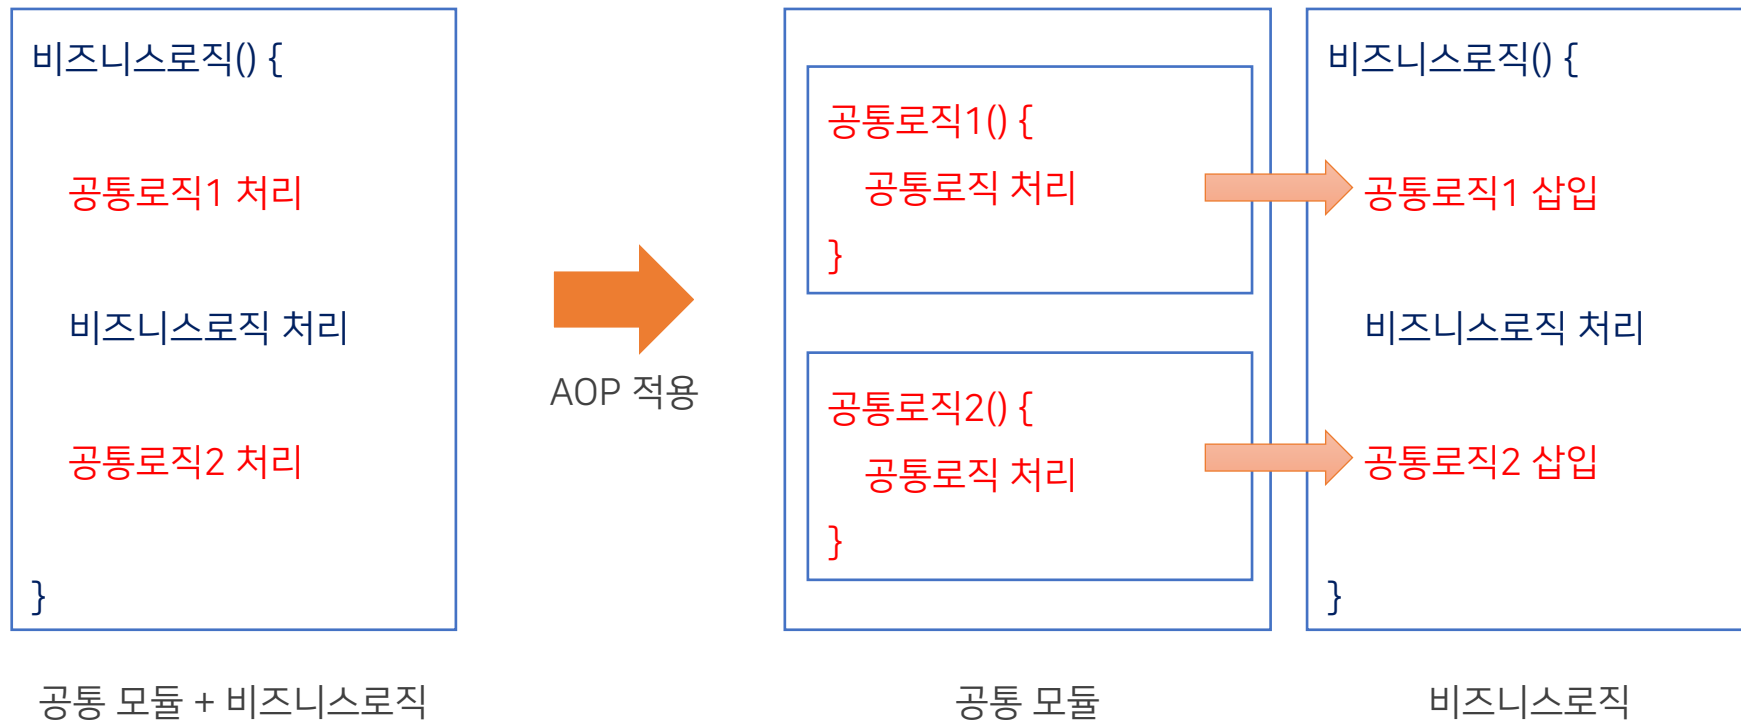 비즈니스로직() {
공통로직1 처리
비즈니스로직 처리
공통로직2 처리
}
공통 모듈 + 비즈니스로직
AOP 적용
공통로직1() {
공통로직 처리
}
공통로직2() {
공통로직 처리
}
공통 모듈
비즈니스로직() {
공통로직1 삽입
비즈니스로직 처리
공통로직2 삽입
}
비즈니스로직